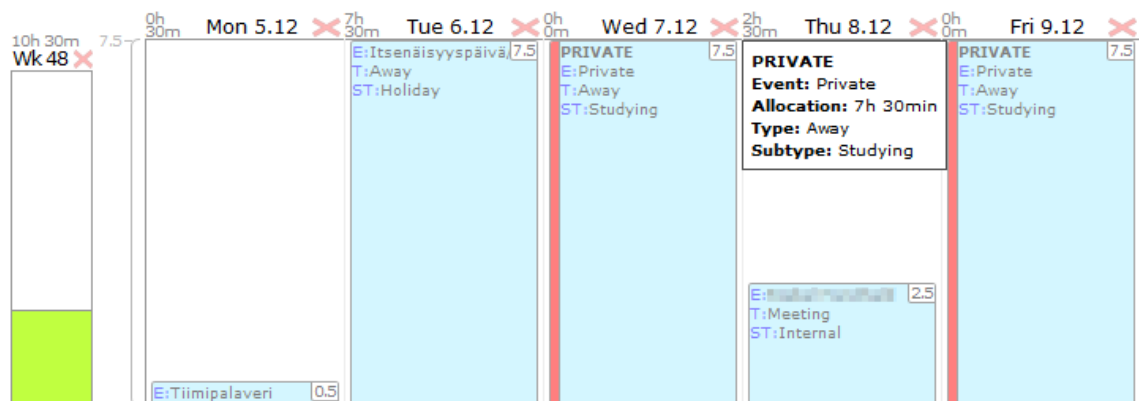 10h 30m
Wk 48
7.5
0h
30m
Mon 5.12
7h
30m
Tue 6.12
0h
0m
Wed 7.12
2h
30m
Thu 8.12
0h
0m
Fri 9.12
E:Tiimipalaveri 0.5
E:Itsenäisyyspäivä, 7.5
T:Away
ST:Holiday
PRIVATE 7.5
E:Private
T:Away
ST:Studying
PRIVATE
Event: Private
Allocation: 7h 30min
Type: Away
Subtype: Studying
E: 2.5
T:Meeting
ST:Internal
PRIVATE 7.5
E:Private
T:Away
ST:Studying